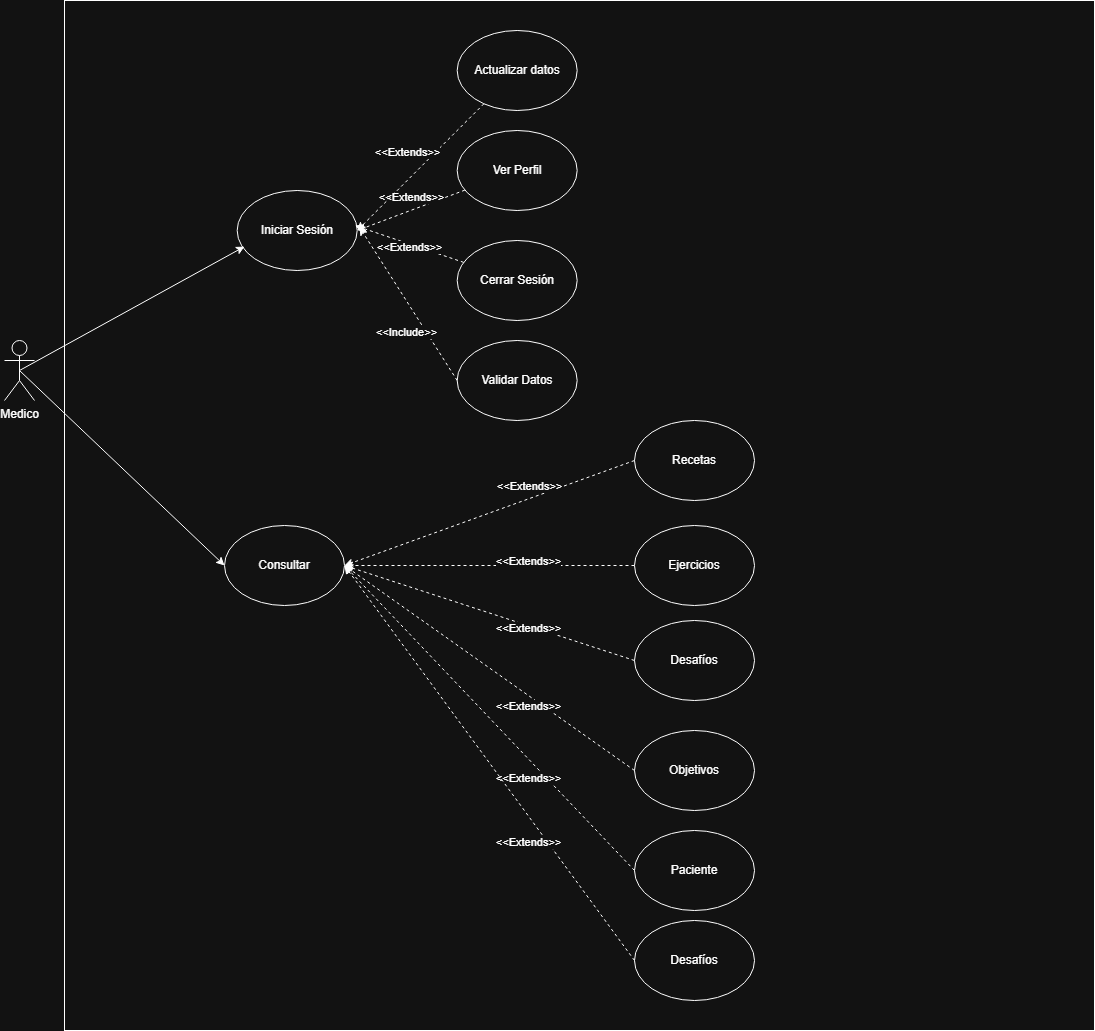 Actualizar datos
<<Extends>>
Ver Perfil
<<Extends>>
Iniciar Sesión
<<Extends>>
Cerrar Sesión
<<Include>>
Validar Datos
Medico
Recetas
<<Extends>>
Consultar
<<Extends>>
Ejercicios
<<Extends>>
Desafíos
<<Extends>>
Objetivos
<<Extends>>
Paciente
<<Extends>>
Desafíos